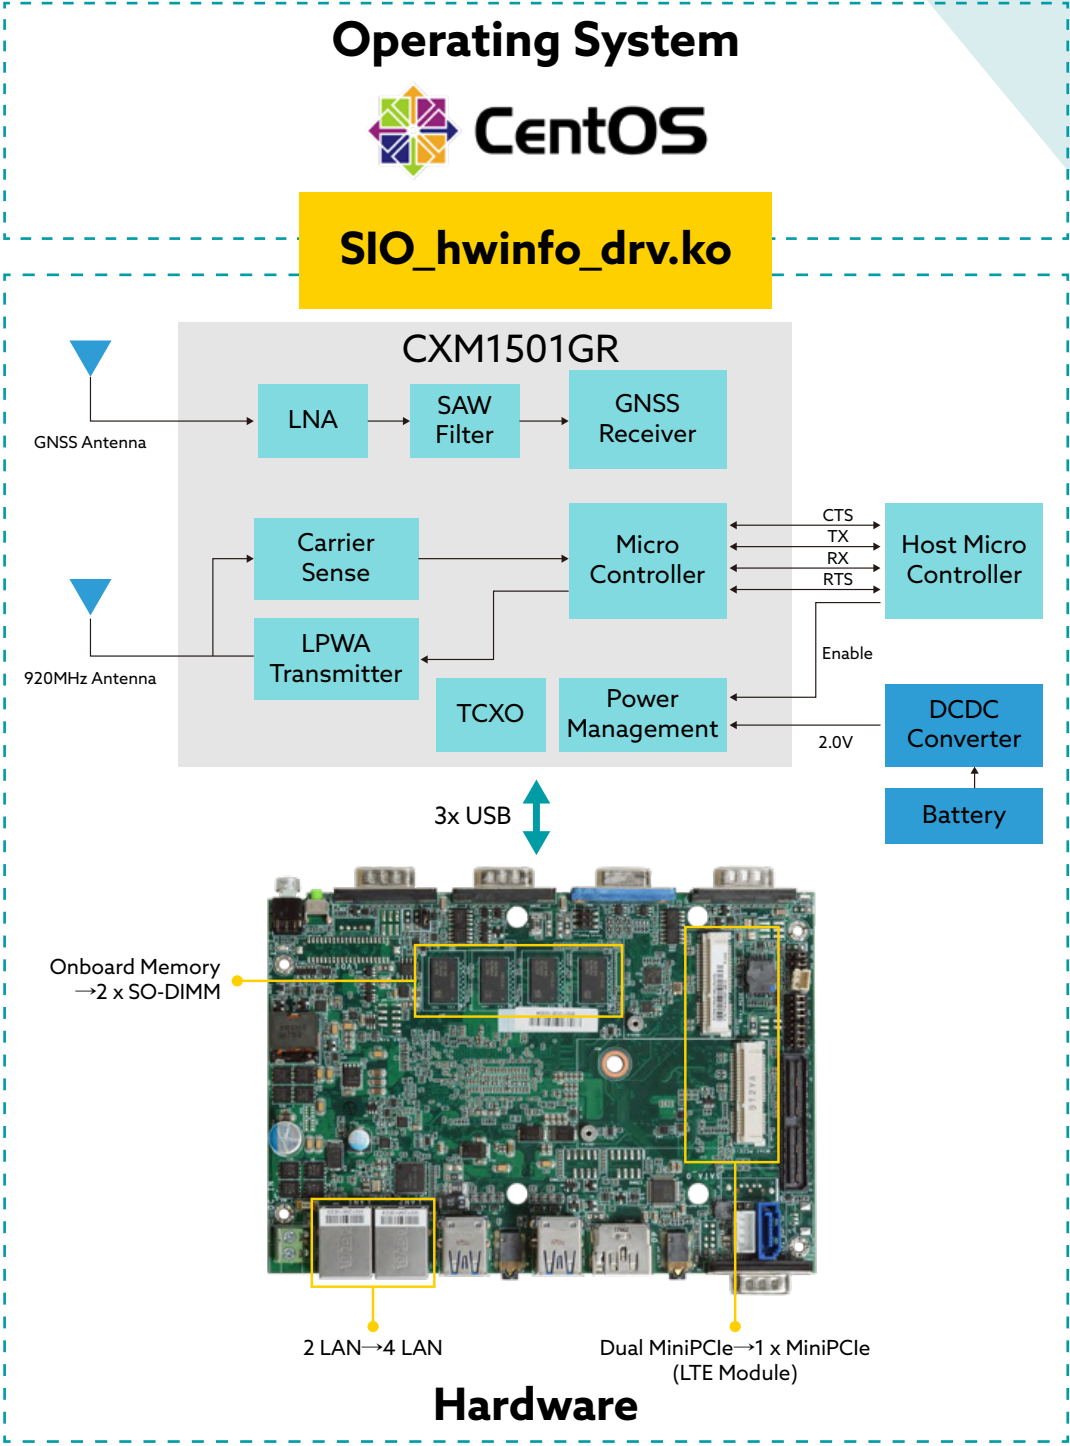 Operating System
CentOS
SIO_hwinfo_drv.ko
CXM1501GR
GNSS Antenna
LNA
SAW
Filter
GNSS
Receiver
Carrier
Sense
Micro
Controller
CTS
TX
RX
RTS
Host Micro
Controller
920MHz Antenna
LPWA
Transmitter
Enable
TCXO
Power
Management
2.0V
DCDC
Converter
Battery
3x USB
Onboard Memory
→2 x SO-DIMM
ST2YA
2 LAN→4 LAN
Dual MiniPCIe→1 x MiniPCIe
(LTE Module)
Hardware